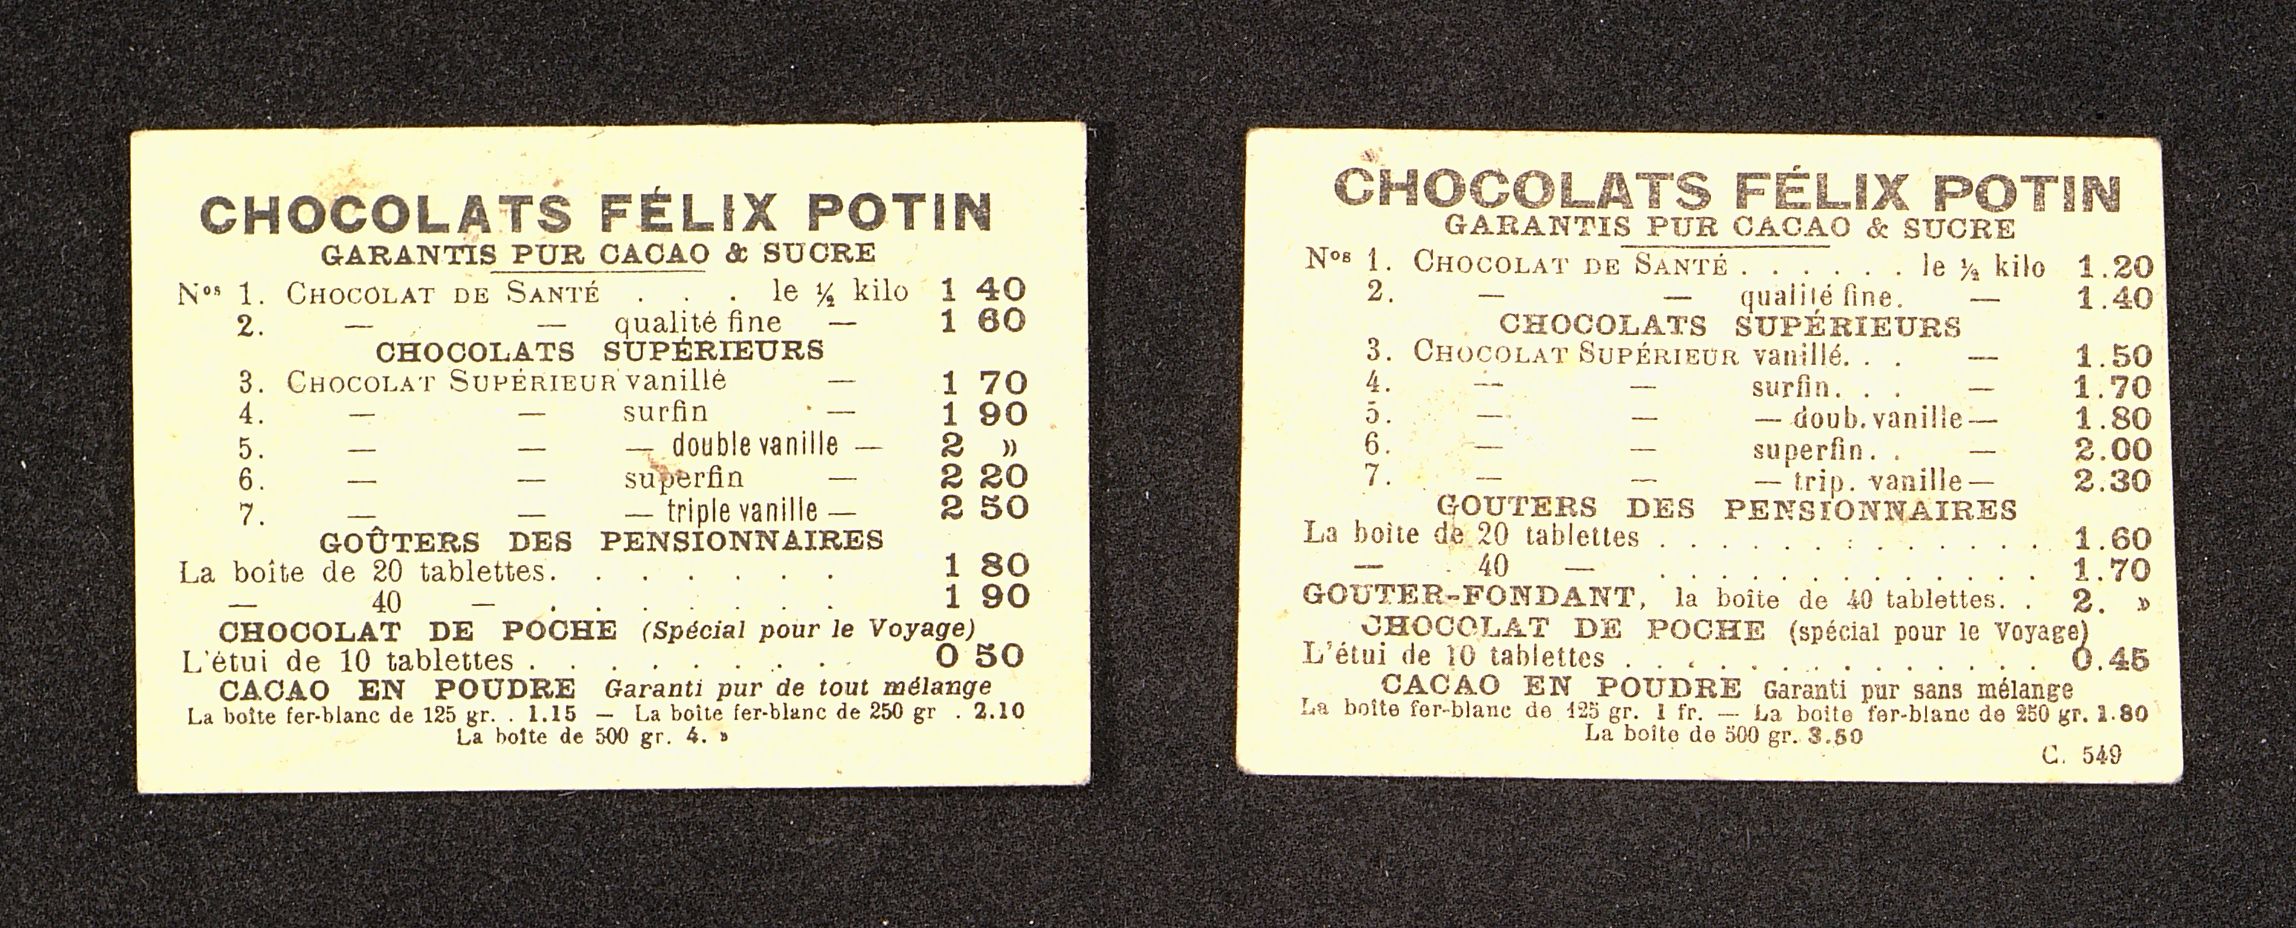 CHOCOLATS FÉLIX POTIN
GARANTIS PUR CACAO & SUCRE
Nos 1. CHOCOLAT DE SANTÉ . . . le ½ kilo 1 40
2. — — qualité fine — 1 60
CHOCOLATS SUPÉRIEURS
3. CHOCOLAT SUPÉRIEUR vanillé — 1 70
4. — — surfin — 1 90
5. — — — double vanille — 2 »
6. — — superfin — 2 20
7. — — — triple vanille — 2 50
GOÛTERS DES PENSIONNAIRES
La boîte de 20 tablettes. . . . . . . 1 80
— 40 — . . . . . . . 1 90
CHOCOLAT DE POCHE (Spécial pour le Voyage)
L'étui de 10 tablettes . . . . . . . . 0 50
CACAO EN POUDRE Garanti pur de tout mélange
La boîte fer-blanc de 125 gr. . 1.15 — La boîte fer-blanc de 250 gr . 2.10
La boîte de 500 gr. 4. »
CHOCOLATS FÉLIX POTIN
GARANTIS PUR CACAO & SUCRE
Nos 1. CHOCOLAT DE SANTÉ . . . . . . le ½ kilo 1.20
2. — — qualité fine. — 1.40
CHOCOLATS SUPÉRIEURS
3. CHOCOLAT SUPÉRIEUR vanillé. . . — 1.50
4. — — surfin. . . — 1.70
5. — — — doub. vanille — 1.80
6. — — superfin. . — 2.00
7. — — — trip. vanille — 2.30
GOUTERS DES PENSIONNAIRES
La boîte de 20 tablettes . . . . . . . . . . . . . 1.60
— 40 — . . . . . . . . . . . . . 1.70
GOUTER-FONDANT, la boîte de 40 tablettes. . 2. »
CHOCOLAT DE POCHE (spécial pour le Voyage)
L'étui de 10 tablettes . . . . . . . . . . . . . 0.45
CACAO EN POUDRE Garanti pur sans mélange
La boîte fer-blanc de 125 gr. 1 fr. — La boîte fer-blanc de 250 gr. 1.80
La boîte de 500 gr. 3.50
C. 549